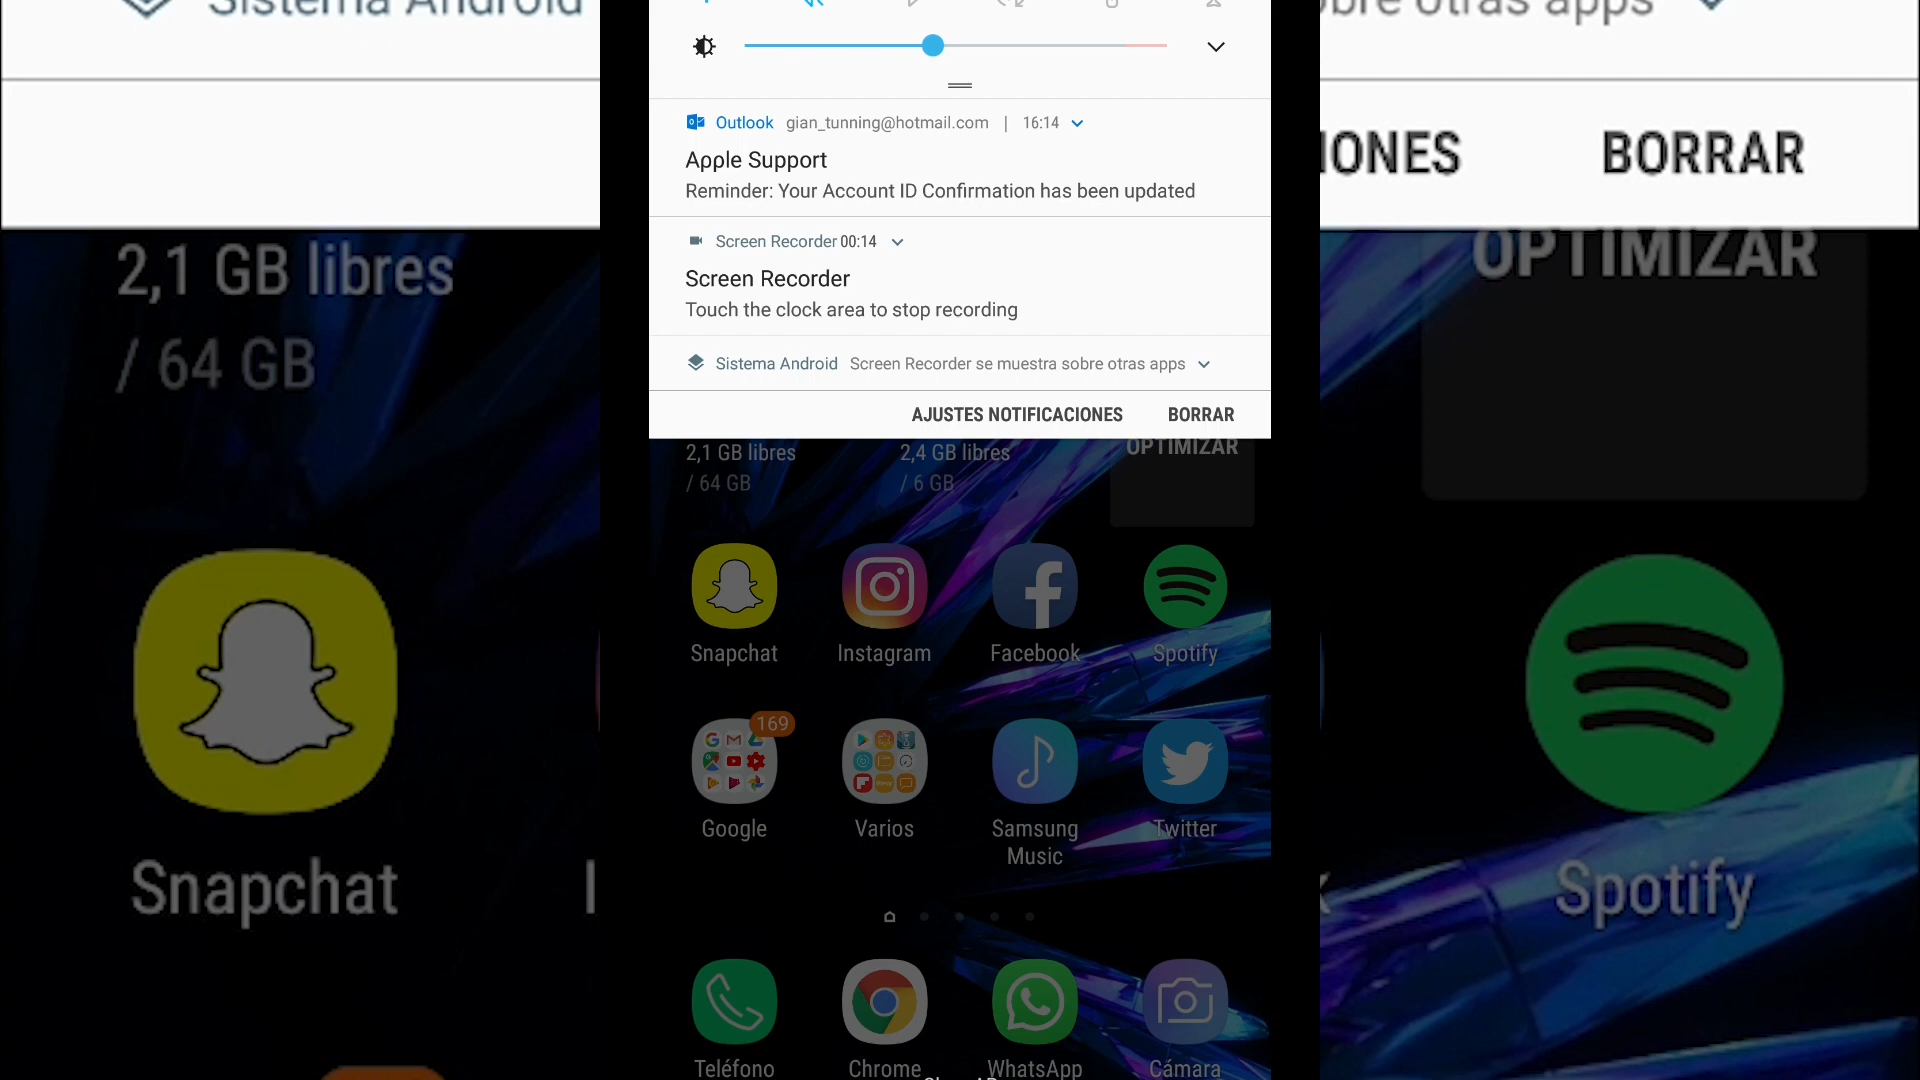 Sistema Android
obre otras apps
Outlook gian_tunning@hotmail.com | 16:14
Apple Support
Reminder: Your Account ID Confirmation has been updated
Screen Recorder 00:14
Screen Recorder
Touch the clock area to stop recording
Sistema Android Screen Recorder se muestra sobre otras apps
AJUSTES NOTIFICACIONES BORRAR
IONES BORRAR
2,1 GB libres
/ 64 GB
2,1 GB libres
/ 64 GB
2,4 GB libres
/ 6 GB
OPTIMIZAR
OPTIMIZAR
Snapchat
Instagram
Facebook
Spotify
169
Google
Varios
Samsung
Music
Twitter
Snapchat
Spotify
Teléfono
Chrome
WhatsApp
Cámara